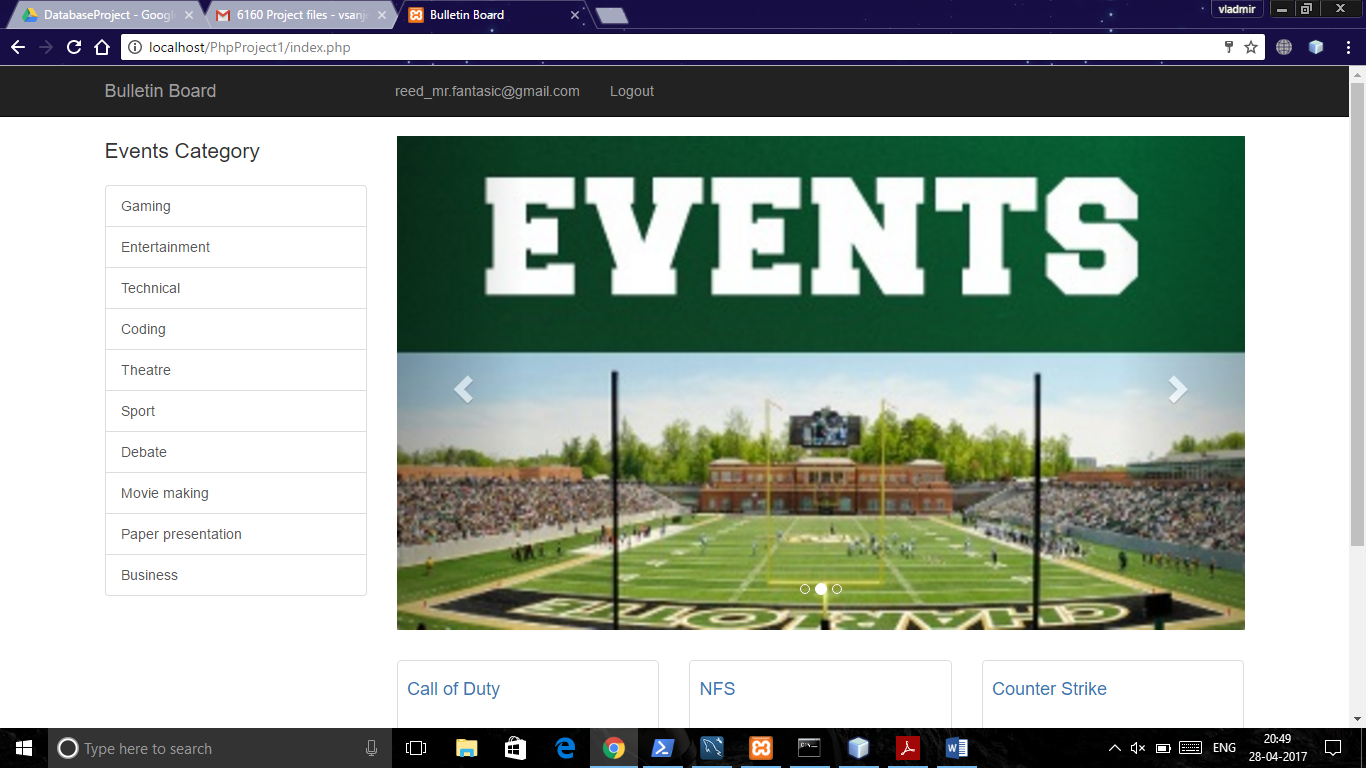 DatabaseProject - Googl
6160 Project files - vsanj
Bulletin Board
vladmir
localhost/PhpProject1/index.php
Bulletin Board
reed_mr.fantasic@gmail.com
Logout
Events Category
Gaming
Entertainment
Technical
Coding
Theatre
Sport
Debate
Movie making
Paper presentation
Business
EVENTS
CHARLOTTE
Call of Duty
NFS
Counter Strike
Type here to search
ENG
20:49
28-04-2017